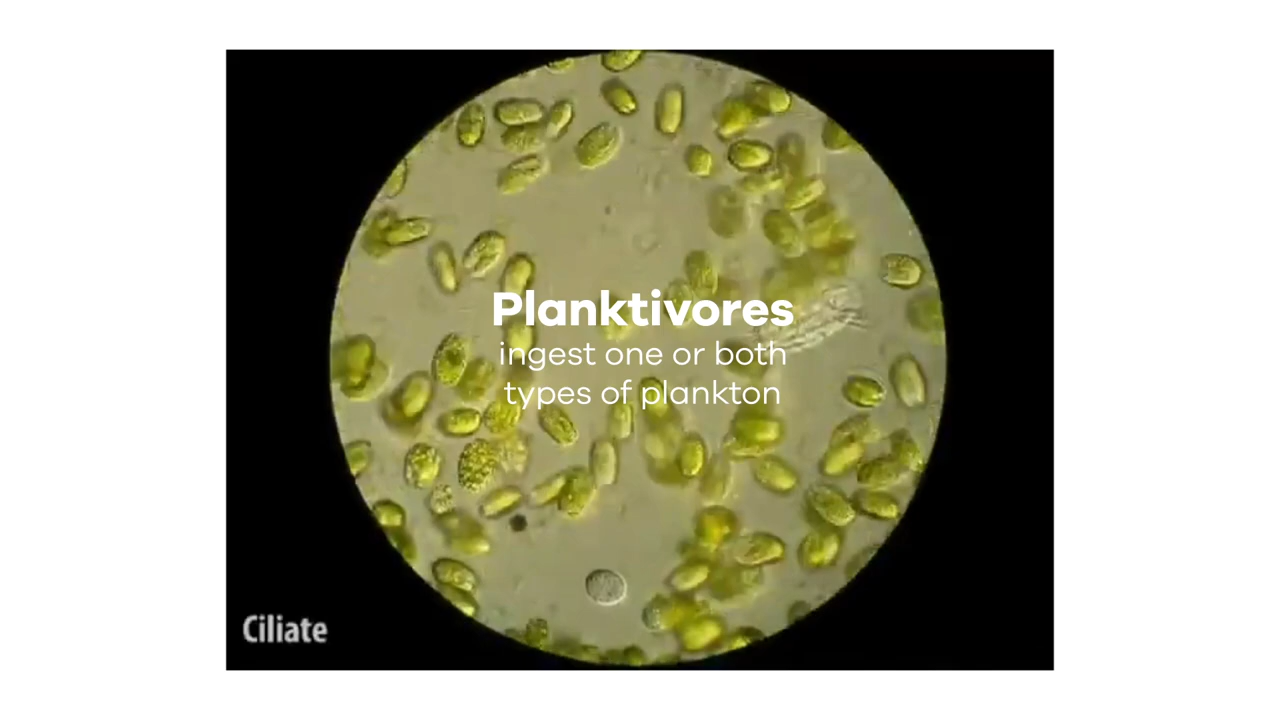 Planktivores
ingest one or both
types of plankton
Ciliate